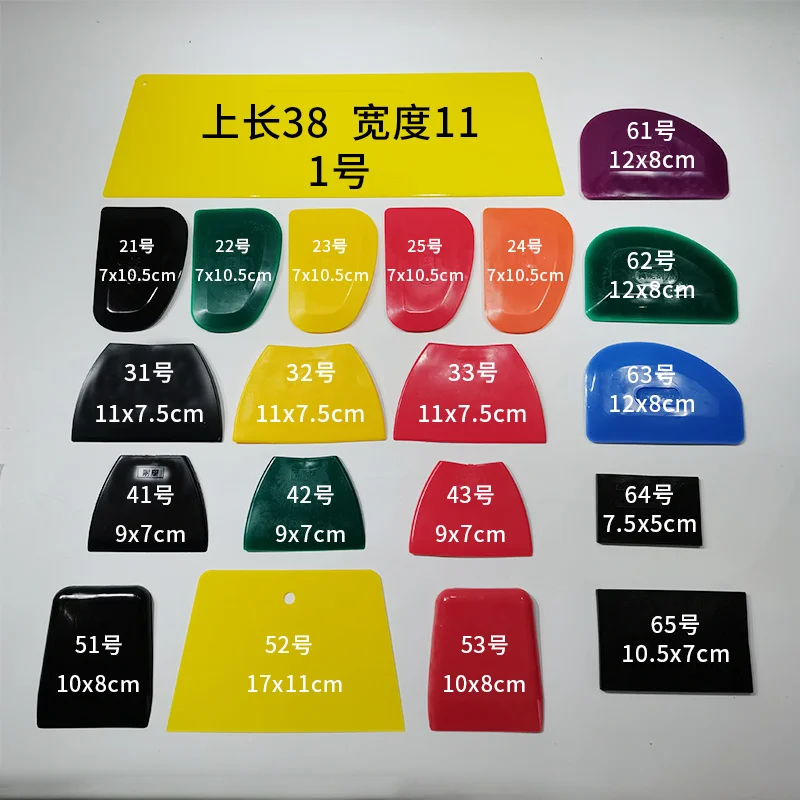 上长38 宽度11
1号
61号
12x8cm
21号
7x10.5cm
22号
7x10.5cm
23号
7x10.5cm
25号
7x10.5cm
24号
7x10.5cm
62号
12x8cm
31号
11x7.5cm
32号
11x7.5cm
33号
11x7.5cm
63号
12x8cm
41号
9x7cm
42号
9x7cm
43号
9x7cm
64号
7.5x5cm
51号
10x8cm
52号
17x11cm
53号
10x8cm
65号
10.5x7cm